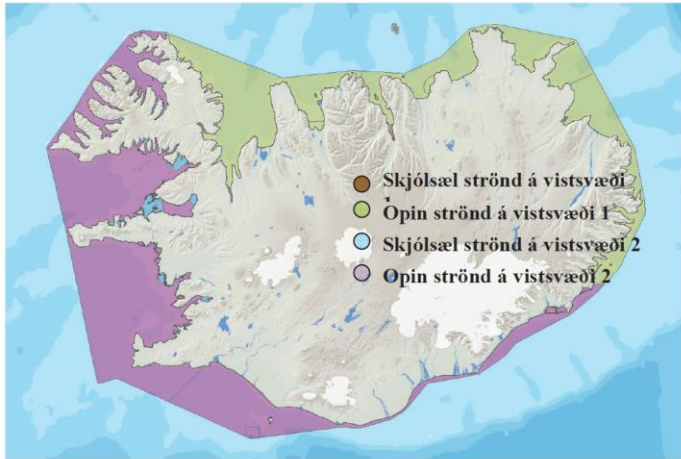 Skjólsæl strönd á vistsvæði
Opin strönd á vistsvæði 1
Skjólsæl strönd á vistsvæði 2
Opin strönd á vistsvæði 2